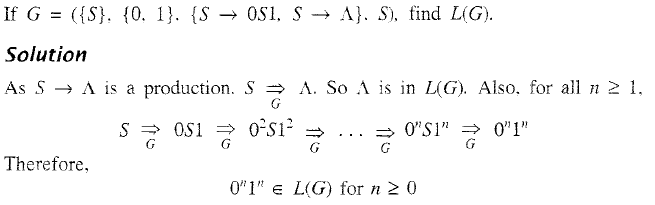 If G = ({S}. {0. 1}. {S → 0S1, S → Λ}. S), find L(G).
Solution
As S → Λ is a production. S ⇒ Λ. So Λ is in L(G). Also, for all n ≥ 1,
G
S ⇒ 0S1 ⇒ 0²S1² ⇒ . . . ⇒ 0ⁿS1ⁿ ⇒ 0ⁿ1ⁿ
G G G G G
Therefore,
0ⁿ1ⁿ ∈ L(G) for n ≥ 0